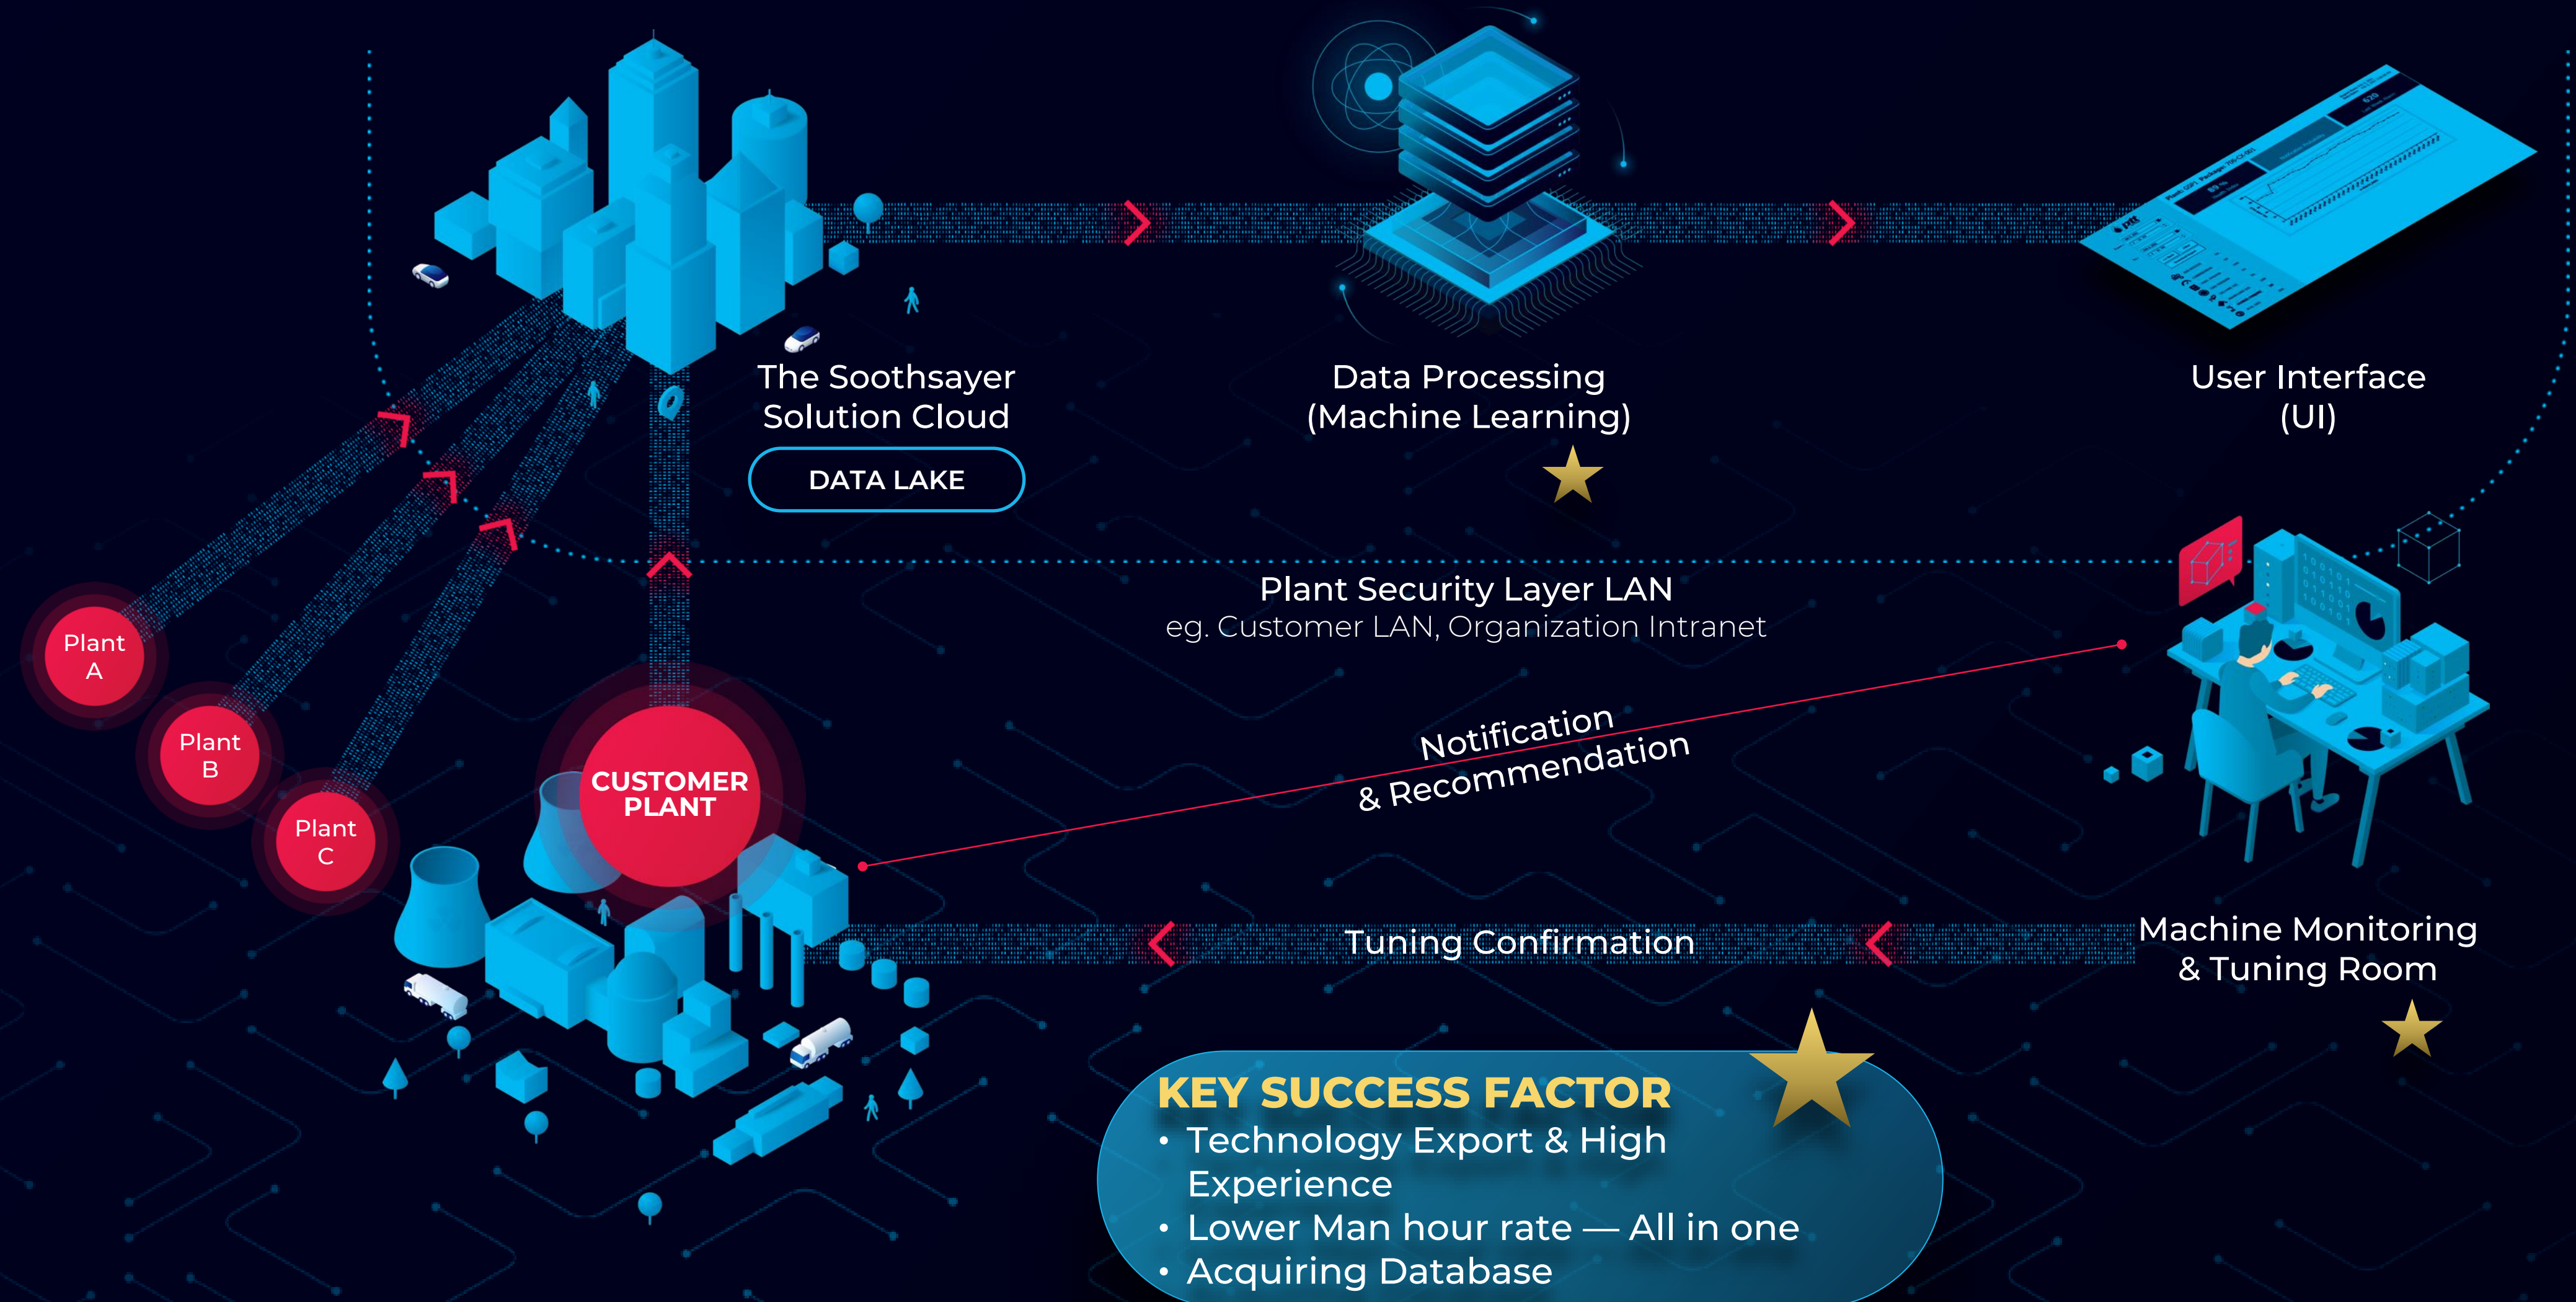 The Soothsayer
Solution Cloud
DATA LAKE
Data Processing
(Machine Learning)
User Interface
(UI)
Plant Security Layer LAN
eg. Customer LAN, Organization Intranet
Plant
A
Plant
B
Plant
C
CUSTOMER
PLANT
Notification
& Recommendation
Tuning Confirmation
Machine Monitoring
& Tuning Room
KEY SUCCESS FACTOR
• Technology Export & High
Experience
• Lower Man hour rate — All in one
• Acquiring Database